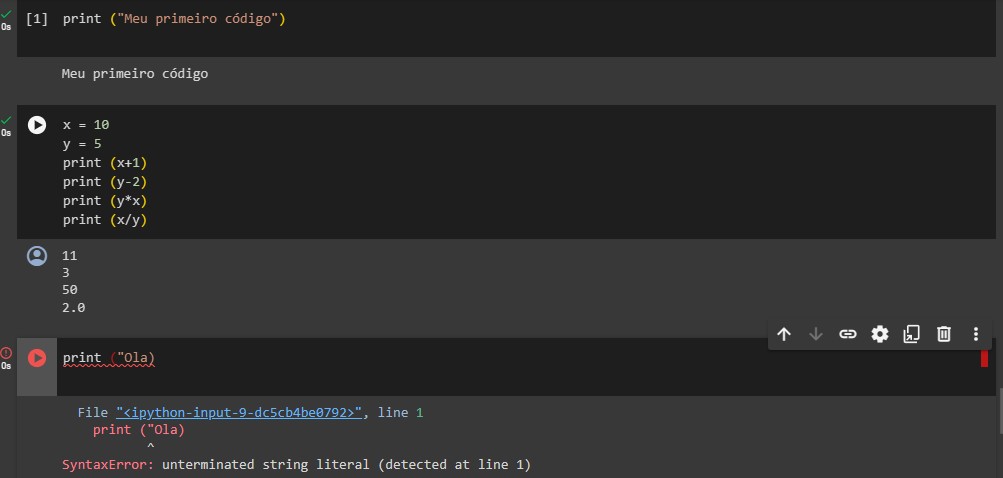 [1] print ("Meu primeiro código")
0s
Meu primeiro código
0s
x = 10
y = 5
print (x+1)
print (y-2)
print (y*x)
print (x/y)
11
3
50
2.0
0s
print ("Ola)
File "<ipython-input-9-dc5cb4be0792>", line 1
print ("Ola)
^
SyntaxError: unterminated string literal (detected at line 1)